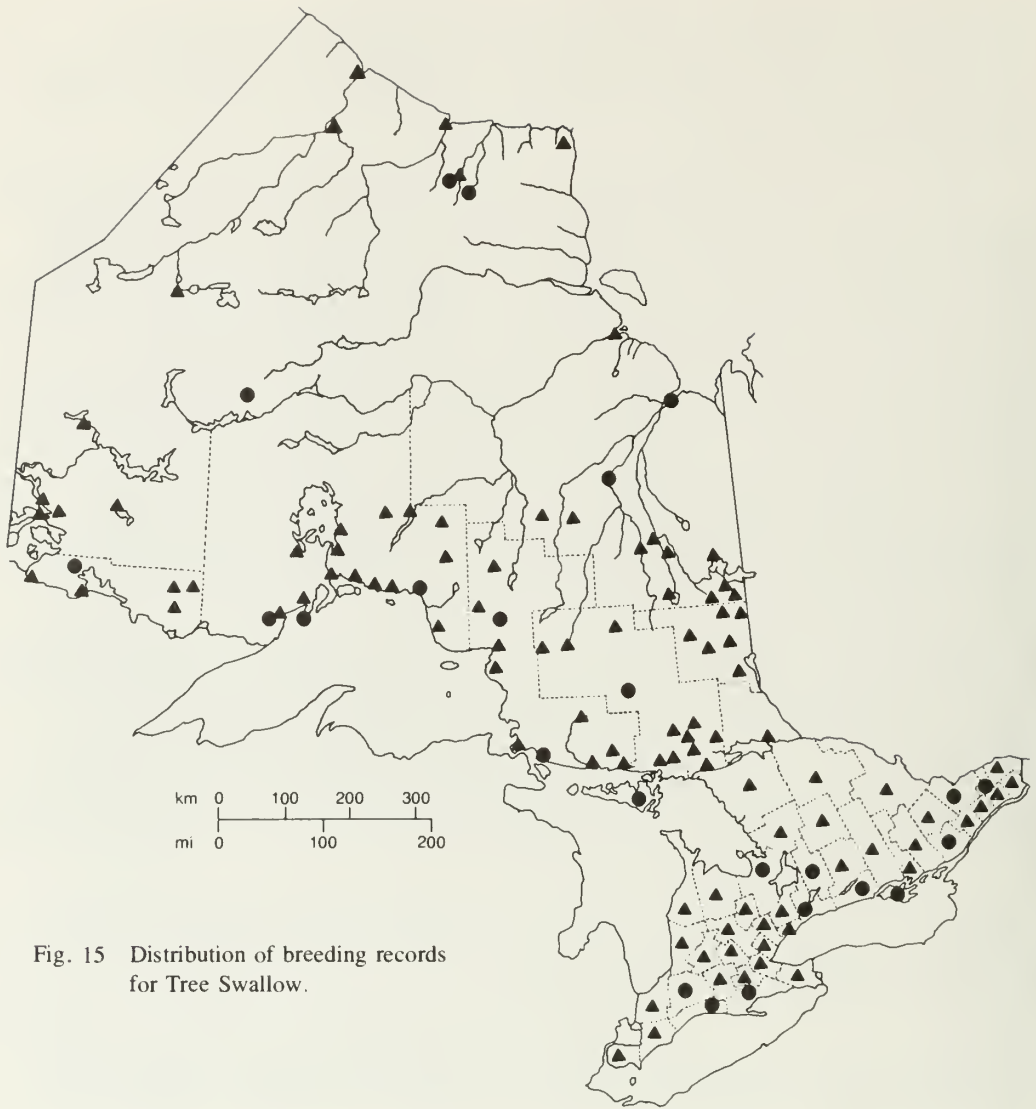 km 0 100 200 300
mi 0 100 200
Fig. 15 Distribution of breeding records
for Tree Swallow.